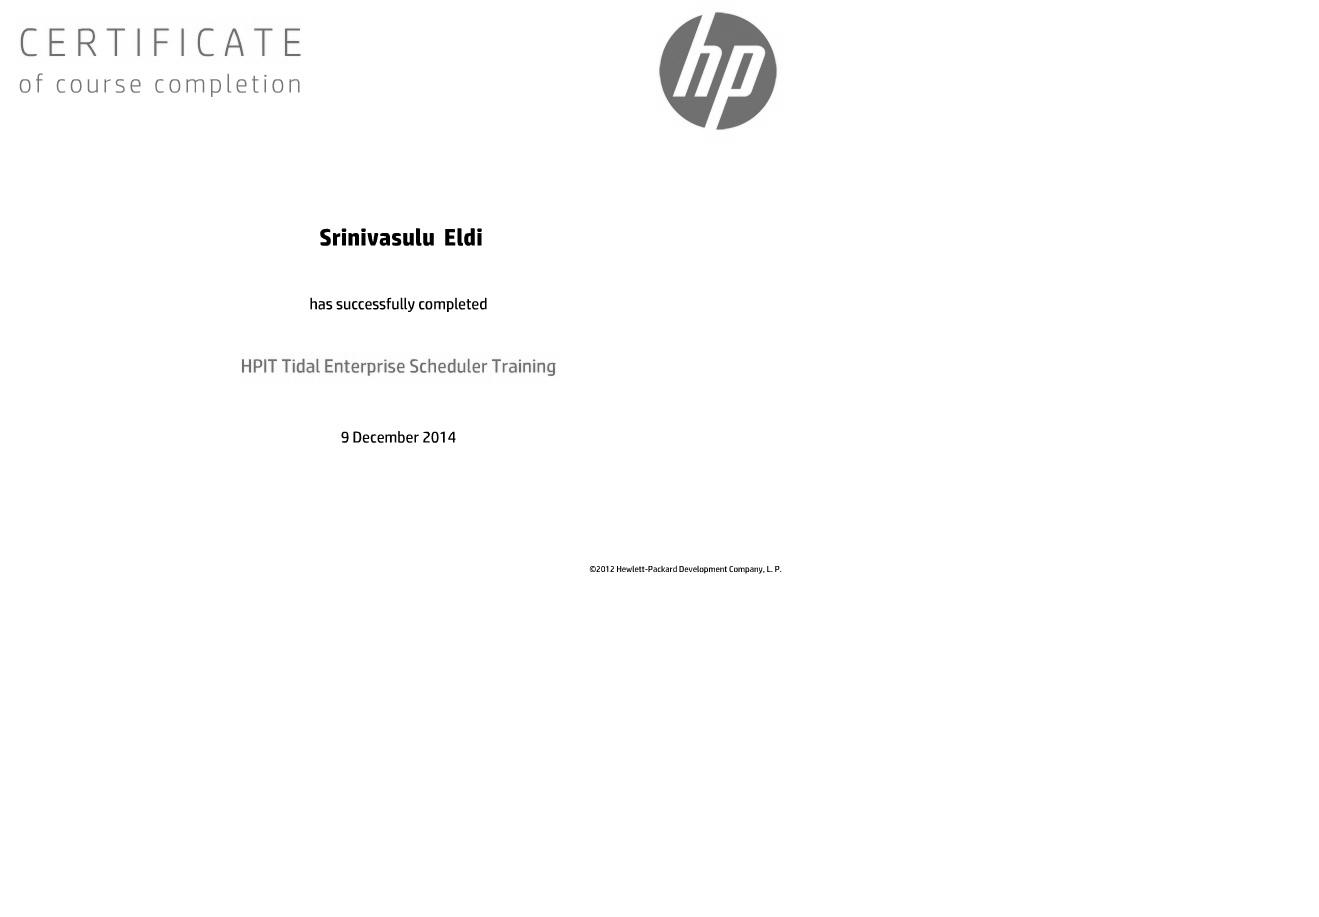 CERTIFICATE
of course completion
hp
Srinivasulu Eldi
has successfully completed
HPIT Tidal Enterprise Scheduler Training
9 December 2014
©2012 Hewlett-Packard Development Company, L. P.